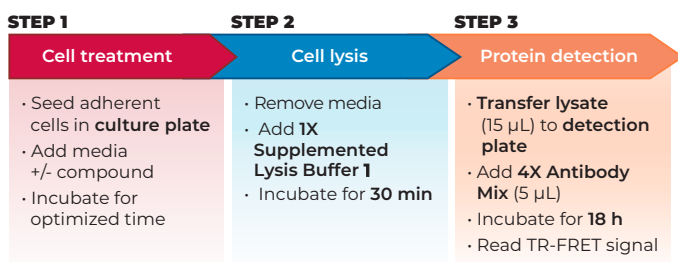 STEP 1
Cell treatment
· Seed adherent
cells in culture plate
· Add media
+/- compound
· Incubate for
optimized time
STEP 2
Cell lysis
· Remove media
· Add 1X
Supplemented
Lysis Buffer 1
· Incubate for 30 min
STEP 3
Protein detection
· Transfer lysate
(15 µL) to detection
plate
· Add 4X Antibody
Mix (5 µL)
· Incubate for 18 h
· Read TR-FRET signal